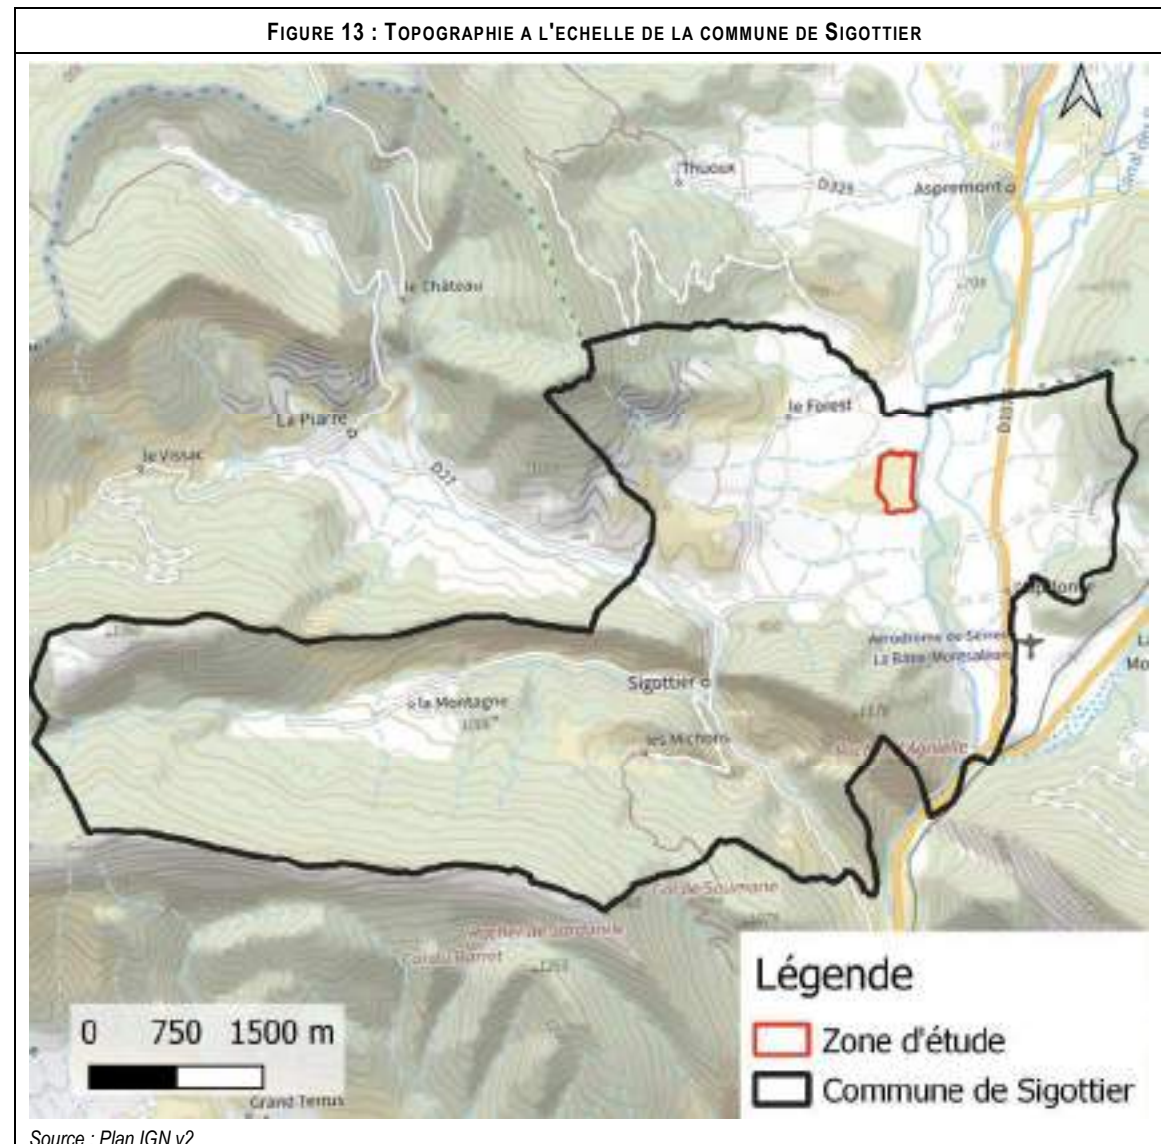 FIGURE 13 : TOPOGRAPHIE A L'ECHELLE DE LA COMMUNE DE SIGOTTIER
Thuoux
D329
Aspremont
le Château
708
La Piarre
le Forest
le Vissac
D27
Aérodrome de Serres
La Bâtie-Montsaléon
Sigottier
la Montagne
les Michons
Col de Soumane
Légende
0 750 1500 m
Zone d'étude
Commune de Sigottier
Grand Terrus
Source : Plan IGN v2